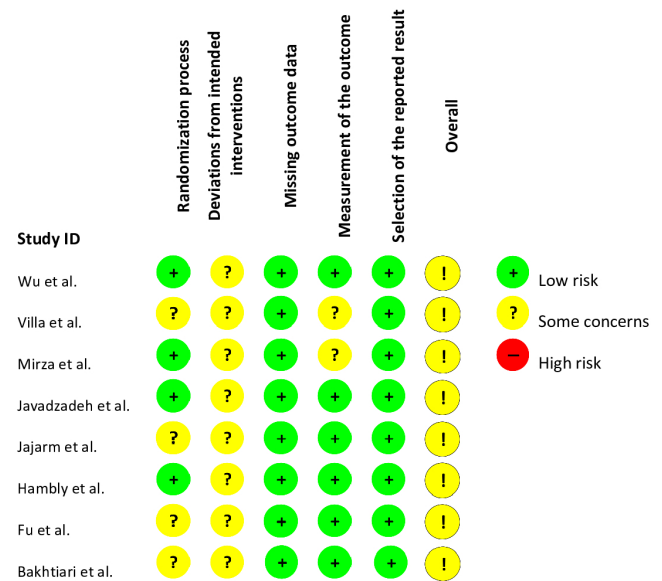 Randomization process
Deviations from intended
interventions
Missing outcome data
Measurement of the outcome
Selection of the reported result
Overall
Study ID
Wu et al. + ? + + + ! + Low risk
Villa et al. ? ? + ? + ! ? Some concerns
Mirza et al. + ? + ? + ! − High risk
Javadzadeh et al. + ? + + + !
Jajarm et al. ? ? + + + !
Hambly et al. + ? + + + !
Fu et al. ? ? + + + !
Bakhtiari et al. ? ? + + + !